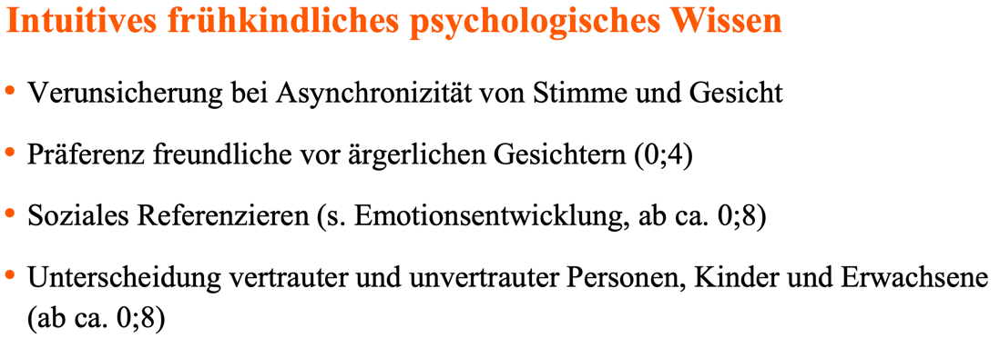 Intuitives frühkindliches psychologisches Wissen
• Verunsicherung bei Asynchronizität von Stimme und Gesicht
• Präferenz freundliche vor ärgerlichen Gesichtern (0;4)
• Soziales Referenzieren (s. Emotionsentwicklung, ab ca. 0;8)
• Unterscheidung vertrauter und unvertrauter Personen, Kinder und Erwachsene
(ab ca. 0;8)